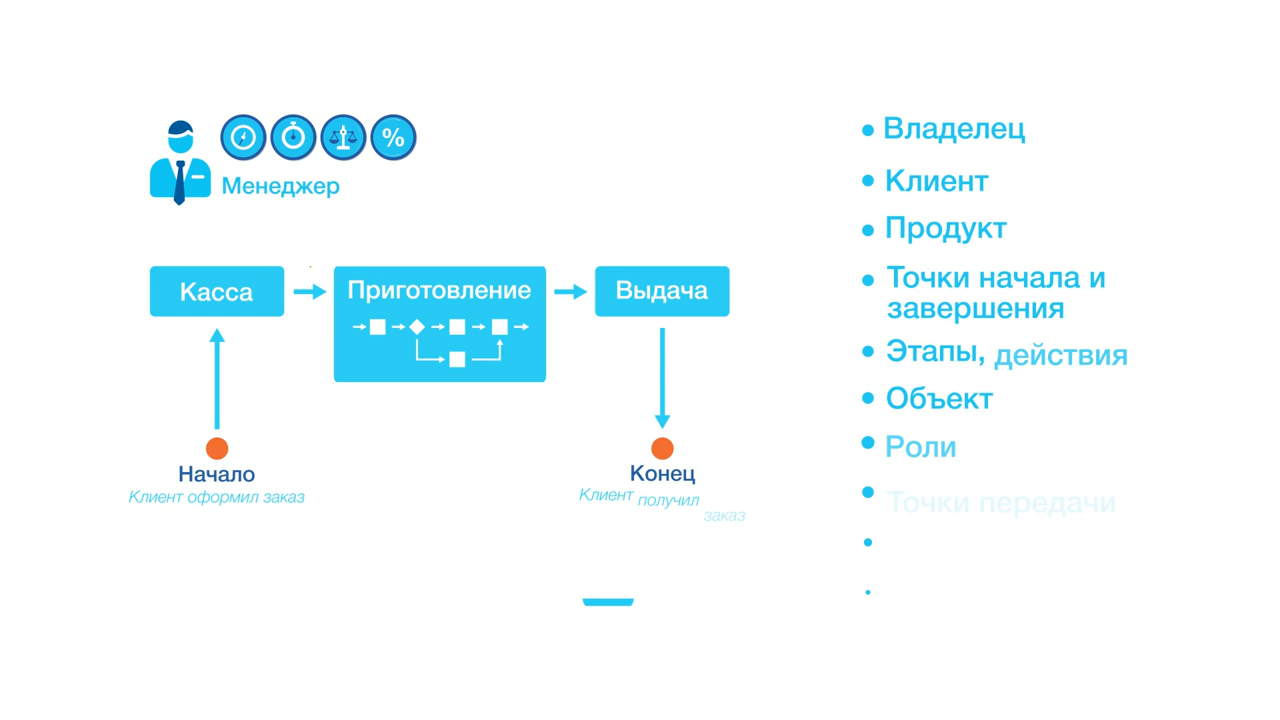 %
Менеджер
Касса
Приготовление
Выдача
Начало
Клиент оформил заказ
Конец
Клиент получил заказ
• Владелец
• Клиент
• Продукт
• Точки начала и
завершения
• Этапы, действия
• Объект
• Роли
• Точки передачи
•
•